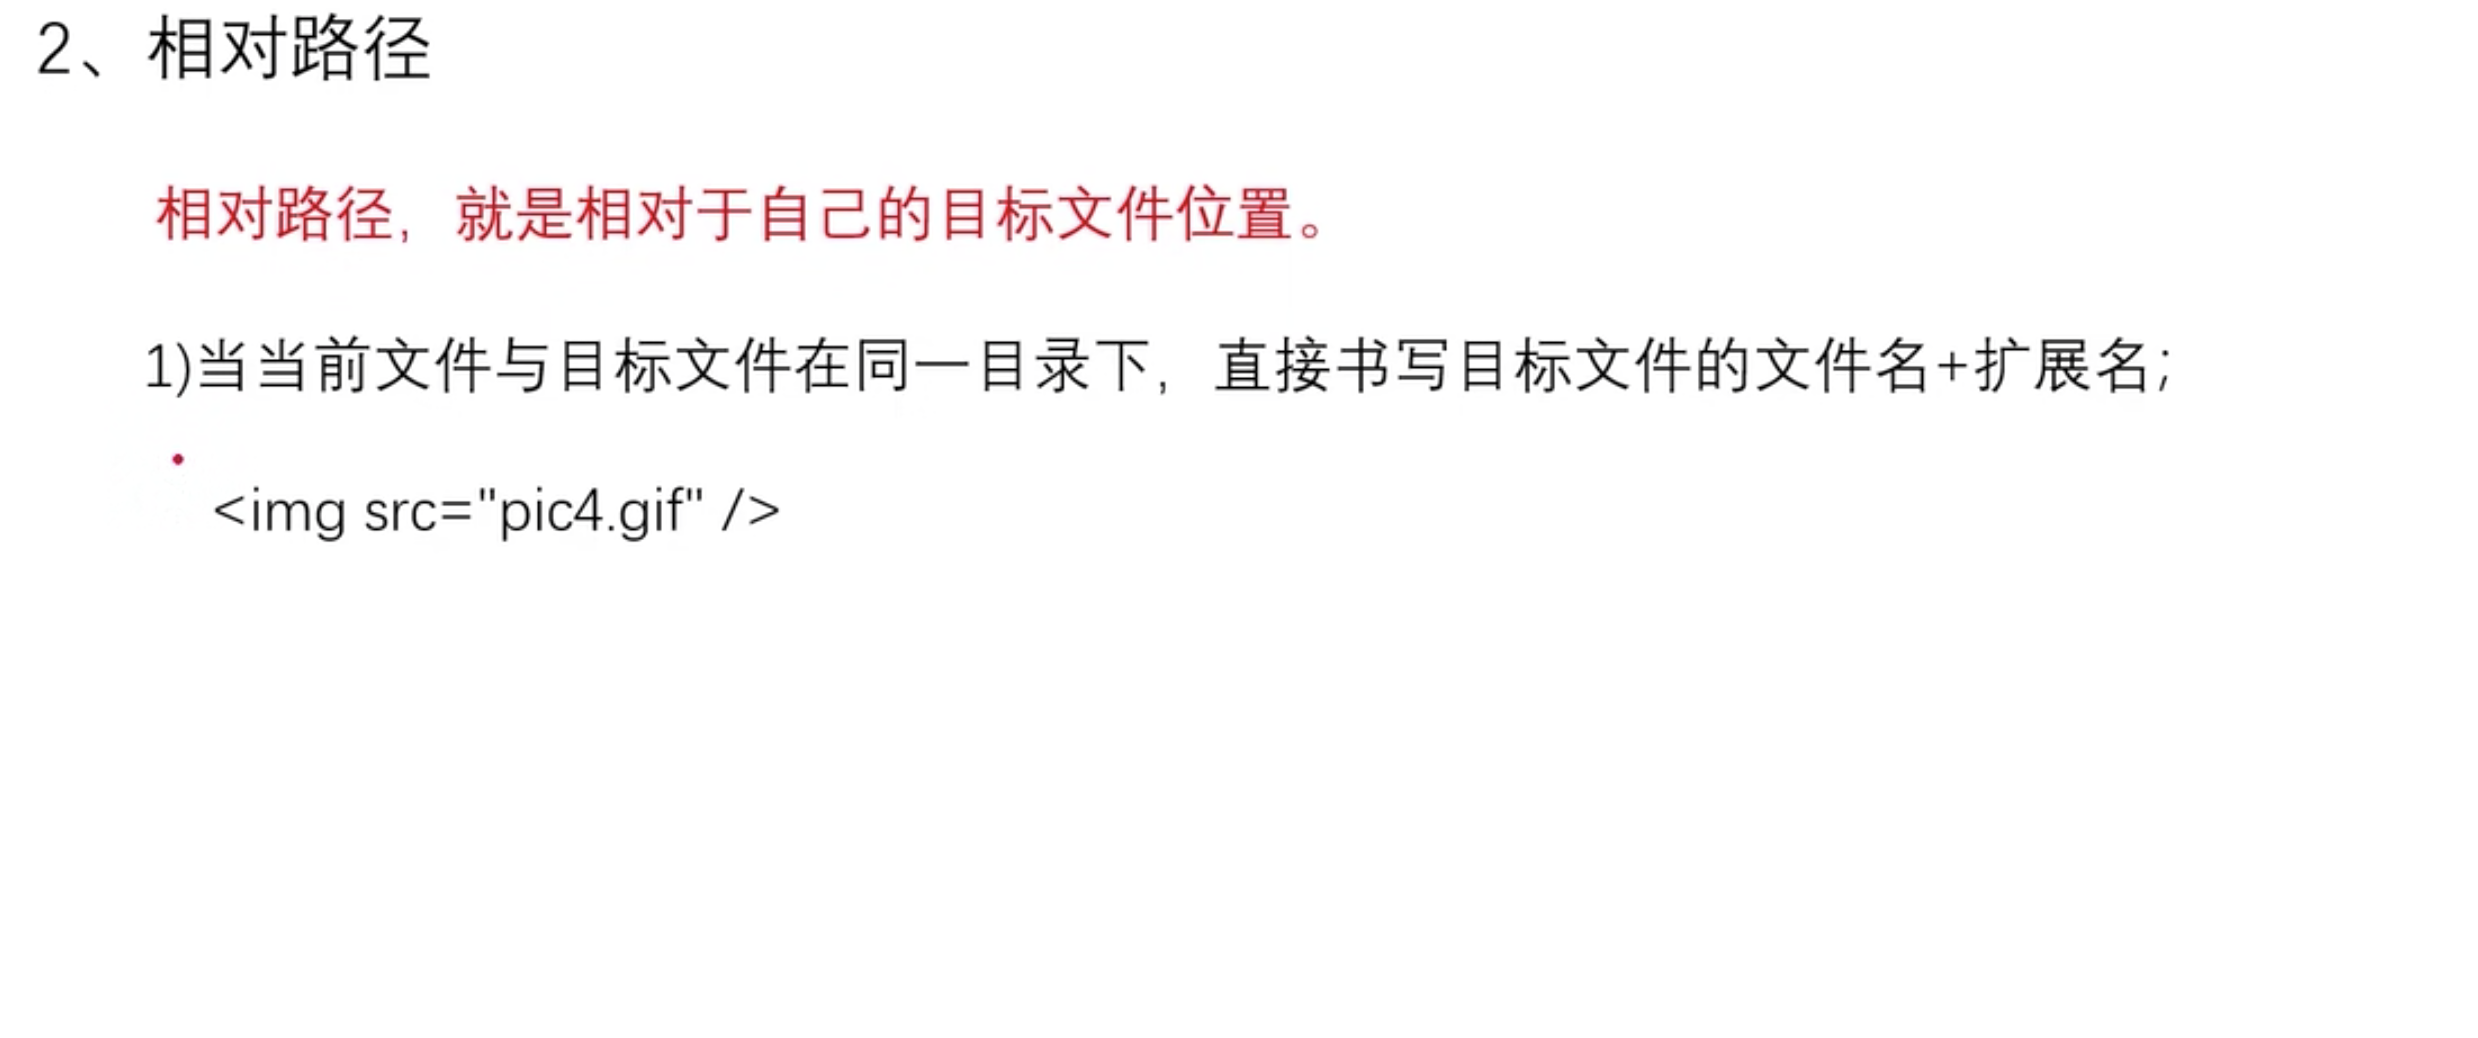 2、相对路径
相对路径，就是相对于自己的目标文件位置。
1)当当前文件与目标文件在同一目录下，直接书写目标文件的文件名+扩展名；
<img src="pic4.gif" />